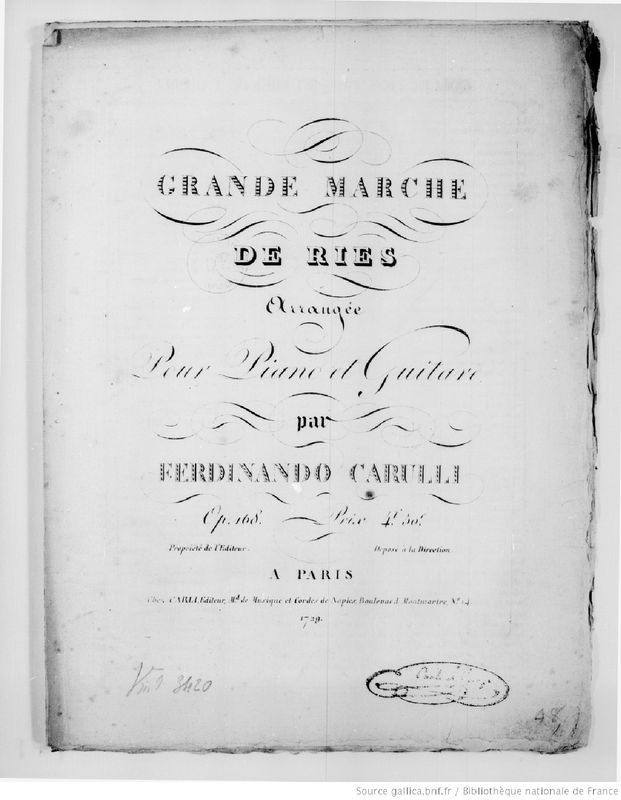 GRANDE MARCHE
DE RIES
Arrangée
Pour Piano et Guitare
par
FERDINANDO CARULLI
Op. 168. Prix 4f. 50c.
Propriété de l'Editeur. Déposé à la Direction
A PARIS
Chez CARLI, Editeur, Md. de Musique et Cordes de Naples, Boulevard Montmartre, No. 14.
1729.
Vm9 3420
Source gallica.bnf.fr / Bibliothèque nationale de France